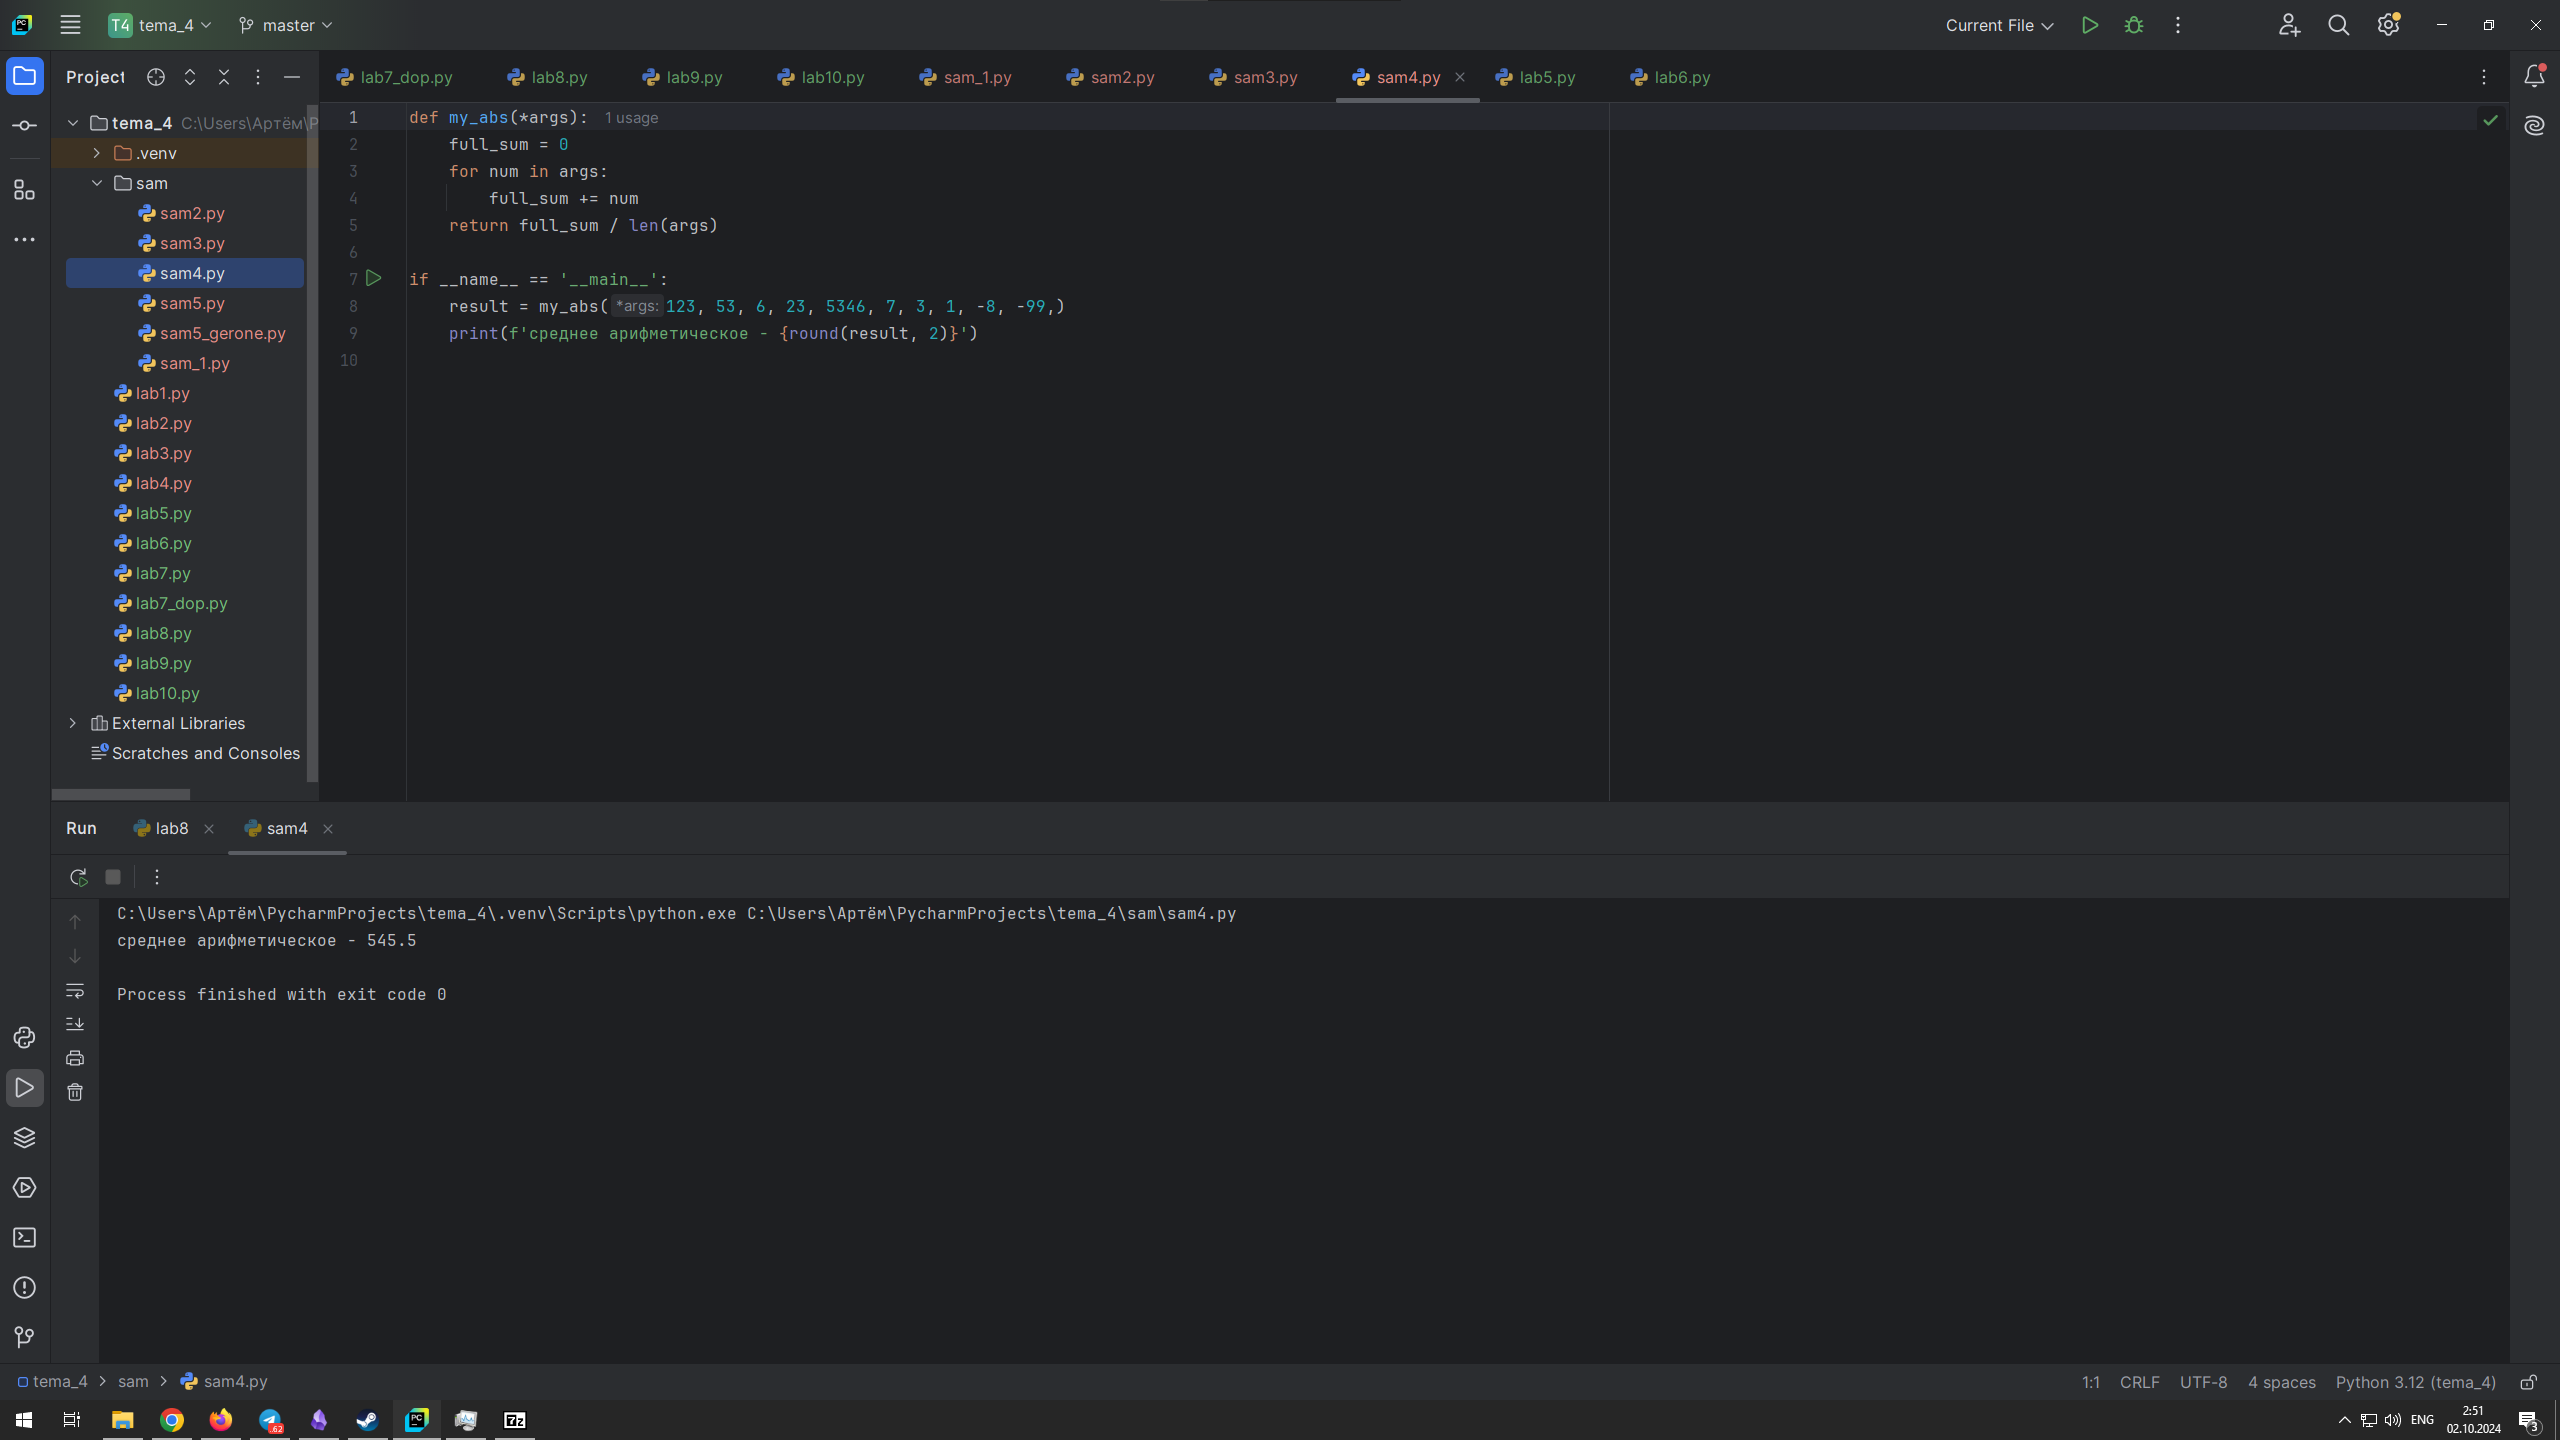 T4 tema_4 master Current File
Project
lab7_dop.py lab8.py lab9.py lab10.py sam_1.py sam2.py sam3.py sam4.py lab5.py lab6.py
tema_4 C:\Users\Артём\P
.venv
sam
sam2.py
sam3.py
sam4.py
sam5.py
sam5_gerone.py
sam_1.py
lab1.py
lab2.py
lab3.py
lab4.py
lab5.py
lab6.py
lab7.py
lab7_dop.py
lab8.py
lab9.py
lab10.py
External Libraries
Scratches and Consoles
1 def my_abs(*args): 1 usage
2 full_sum = 0
3 for num in args:
4 full_sum += num
5 return full_sum / len(args)
6
7 if __name__ == '__main__':
8 result = my_abs( *args: 123, 53, 6, 23, 5346, 7, 3, 1, -8, -99,)
9 print(f'среднее арифметическое - {round(result, 2)}')
10
Run lab8 sam4
C:\Users\Артём\PycharmProjects\tema_4\.venv\Scripts\python.exe C:\Users\Артём\PycharmProjects\tema_4\sam\sam4.py
среднее арифметическое - 545.5
Process finished with exit code 0
tema_4 sam sam4.py 1:1 CRLF UTF-8 4 spaces Python 3.12 (tema_4)
.62 PC 7z ENG 2:51
02.10.2024 3